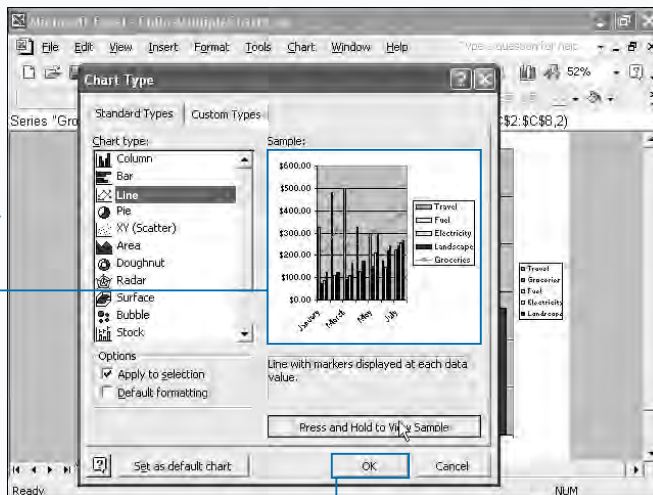 Microsoft Excel -
File Edit View Insert Format Tools Chart Window Help
Type a question for help
52%
Series "Gro
C$2:$C$8,2)
Chart Type
Standard Types
Custom Types
Chart type:
Column
Bar
Line
Pie
XY (Scatter)
Area
Doughnut
Radar
Surface
Bubble
Stock
Options
Apply to selection
Default formatting
Sample:
$600.00
$500.00
$400.00
$300.00
$200.00
$100.00
$0.00
January
March
May
July
Travel
Fuel
Electricity
Landscape
Groceries
Line with markers displayed at each data
value.
Press and Hold to View Sample
Set as default chart
OK
Cancel
Travel
Groceries
Fuel
Electricity
Landscape
Ready
NUM